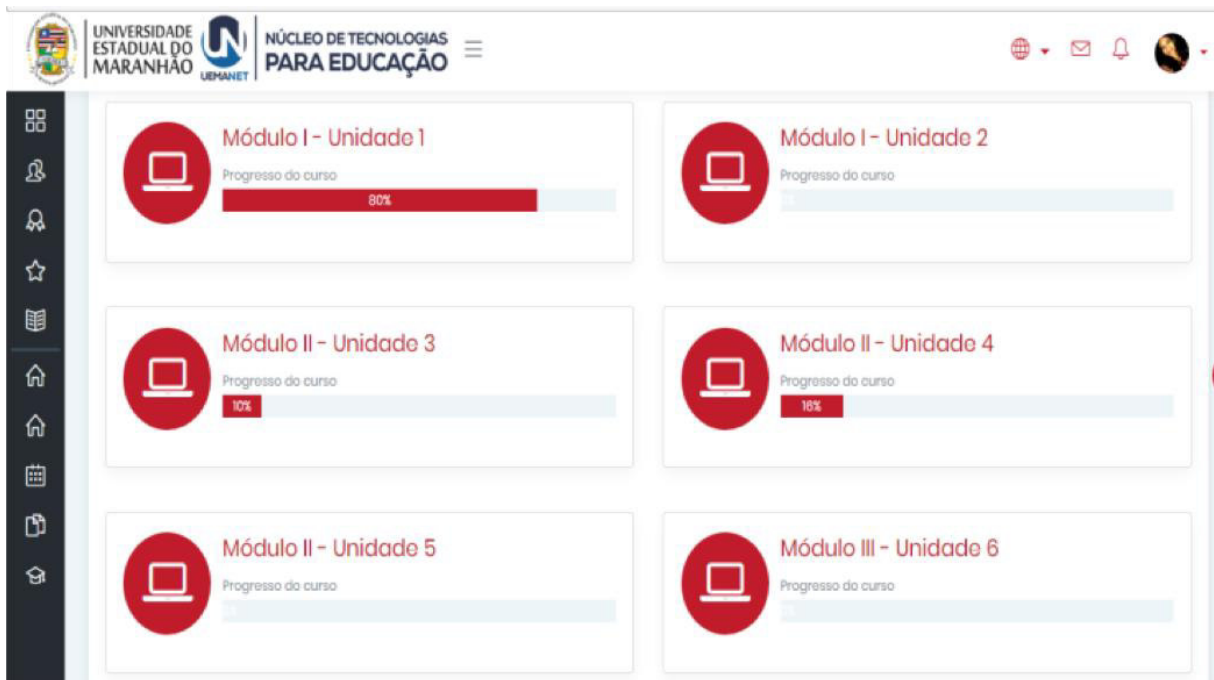 UNIVERSIDADE
ESTADUAL DO
MARANHÃO
UEMANET
NÚCLEO DE TECNOLOGIAS
PARA EDUCAÇÃO
Módulo I - Unidade 1
Progresso do curso
80%
Módulo I - Unidade 2
Progresso do curso
Módulo II - Unidade 3
Progresso do curso
10%
Módulo II - Unidade 4
Progresso do curso
16%
Módulo II - Unidade 5
Progresso do curso
Módulo III - Unidade 6
Progresso do curso